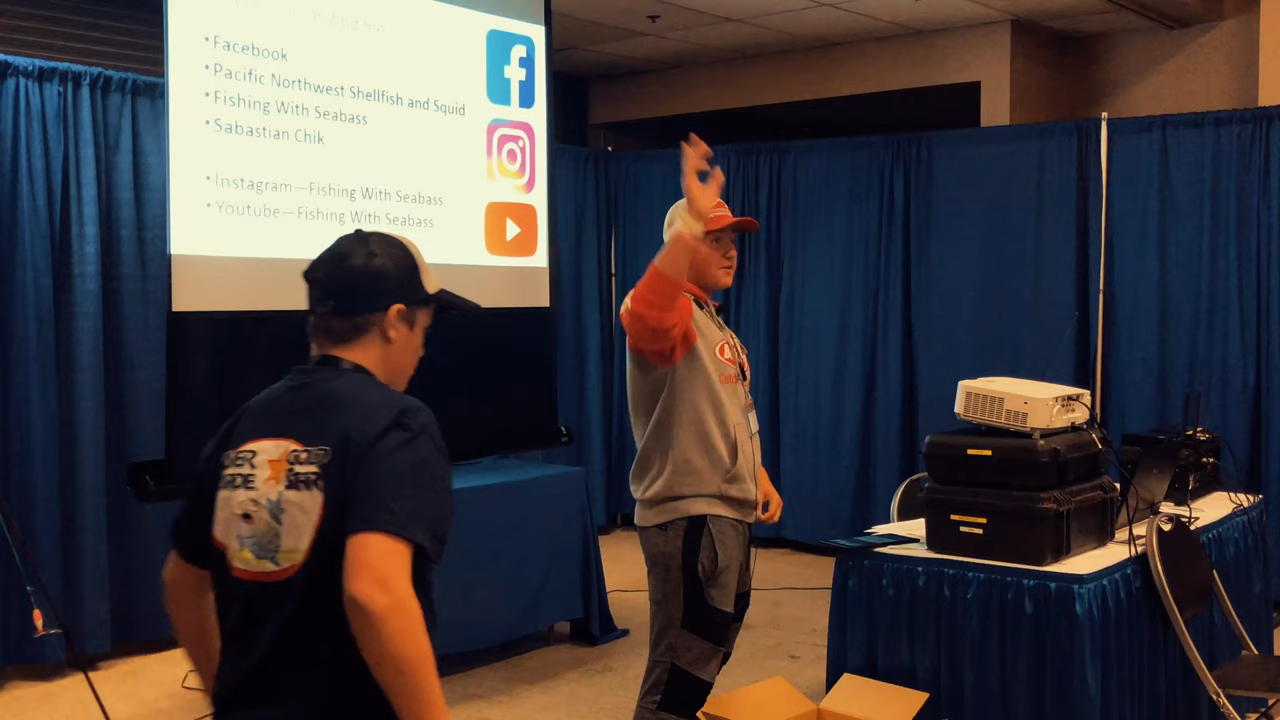 • Facebook
• Pacific Northwest Shellfish and Squid
• Fishing With Seabass
• Sabastian Chik
• Instagram—Fishing With Seabass
• Youtube—Fishing With Seabass
GOLD